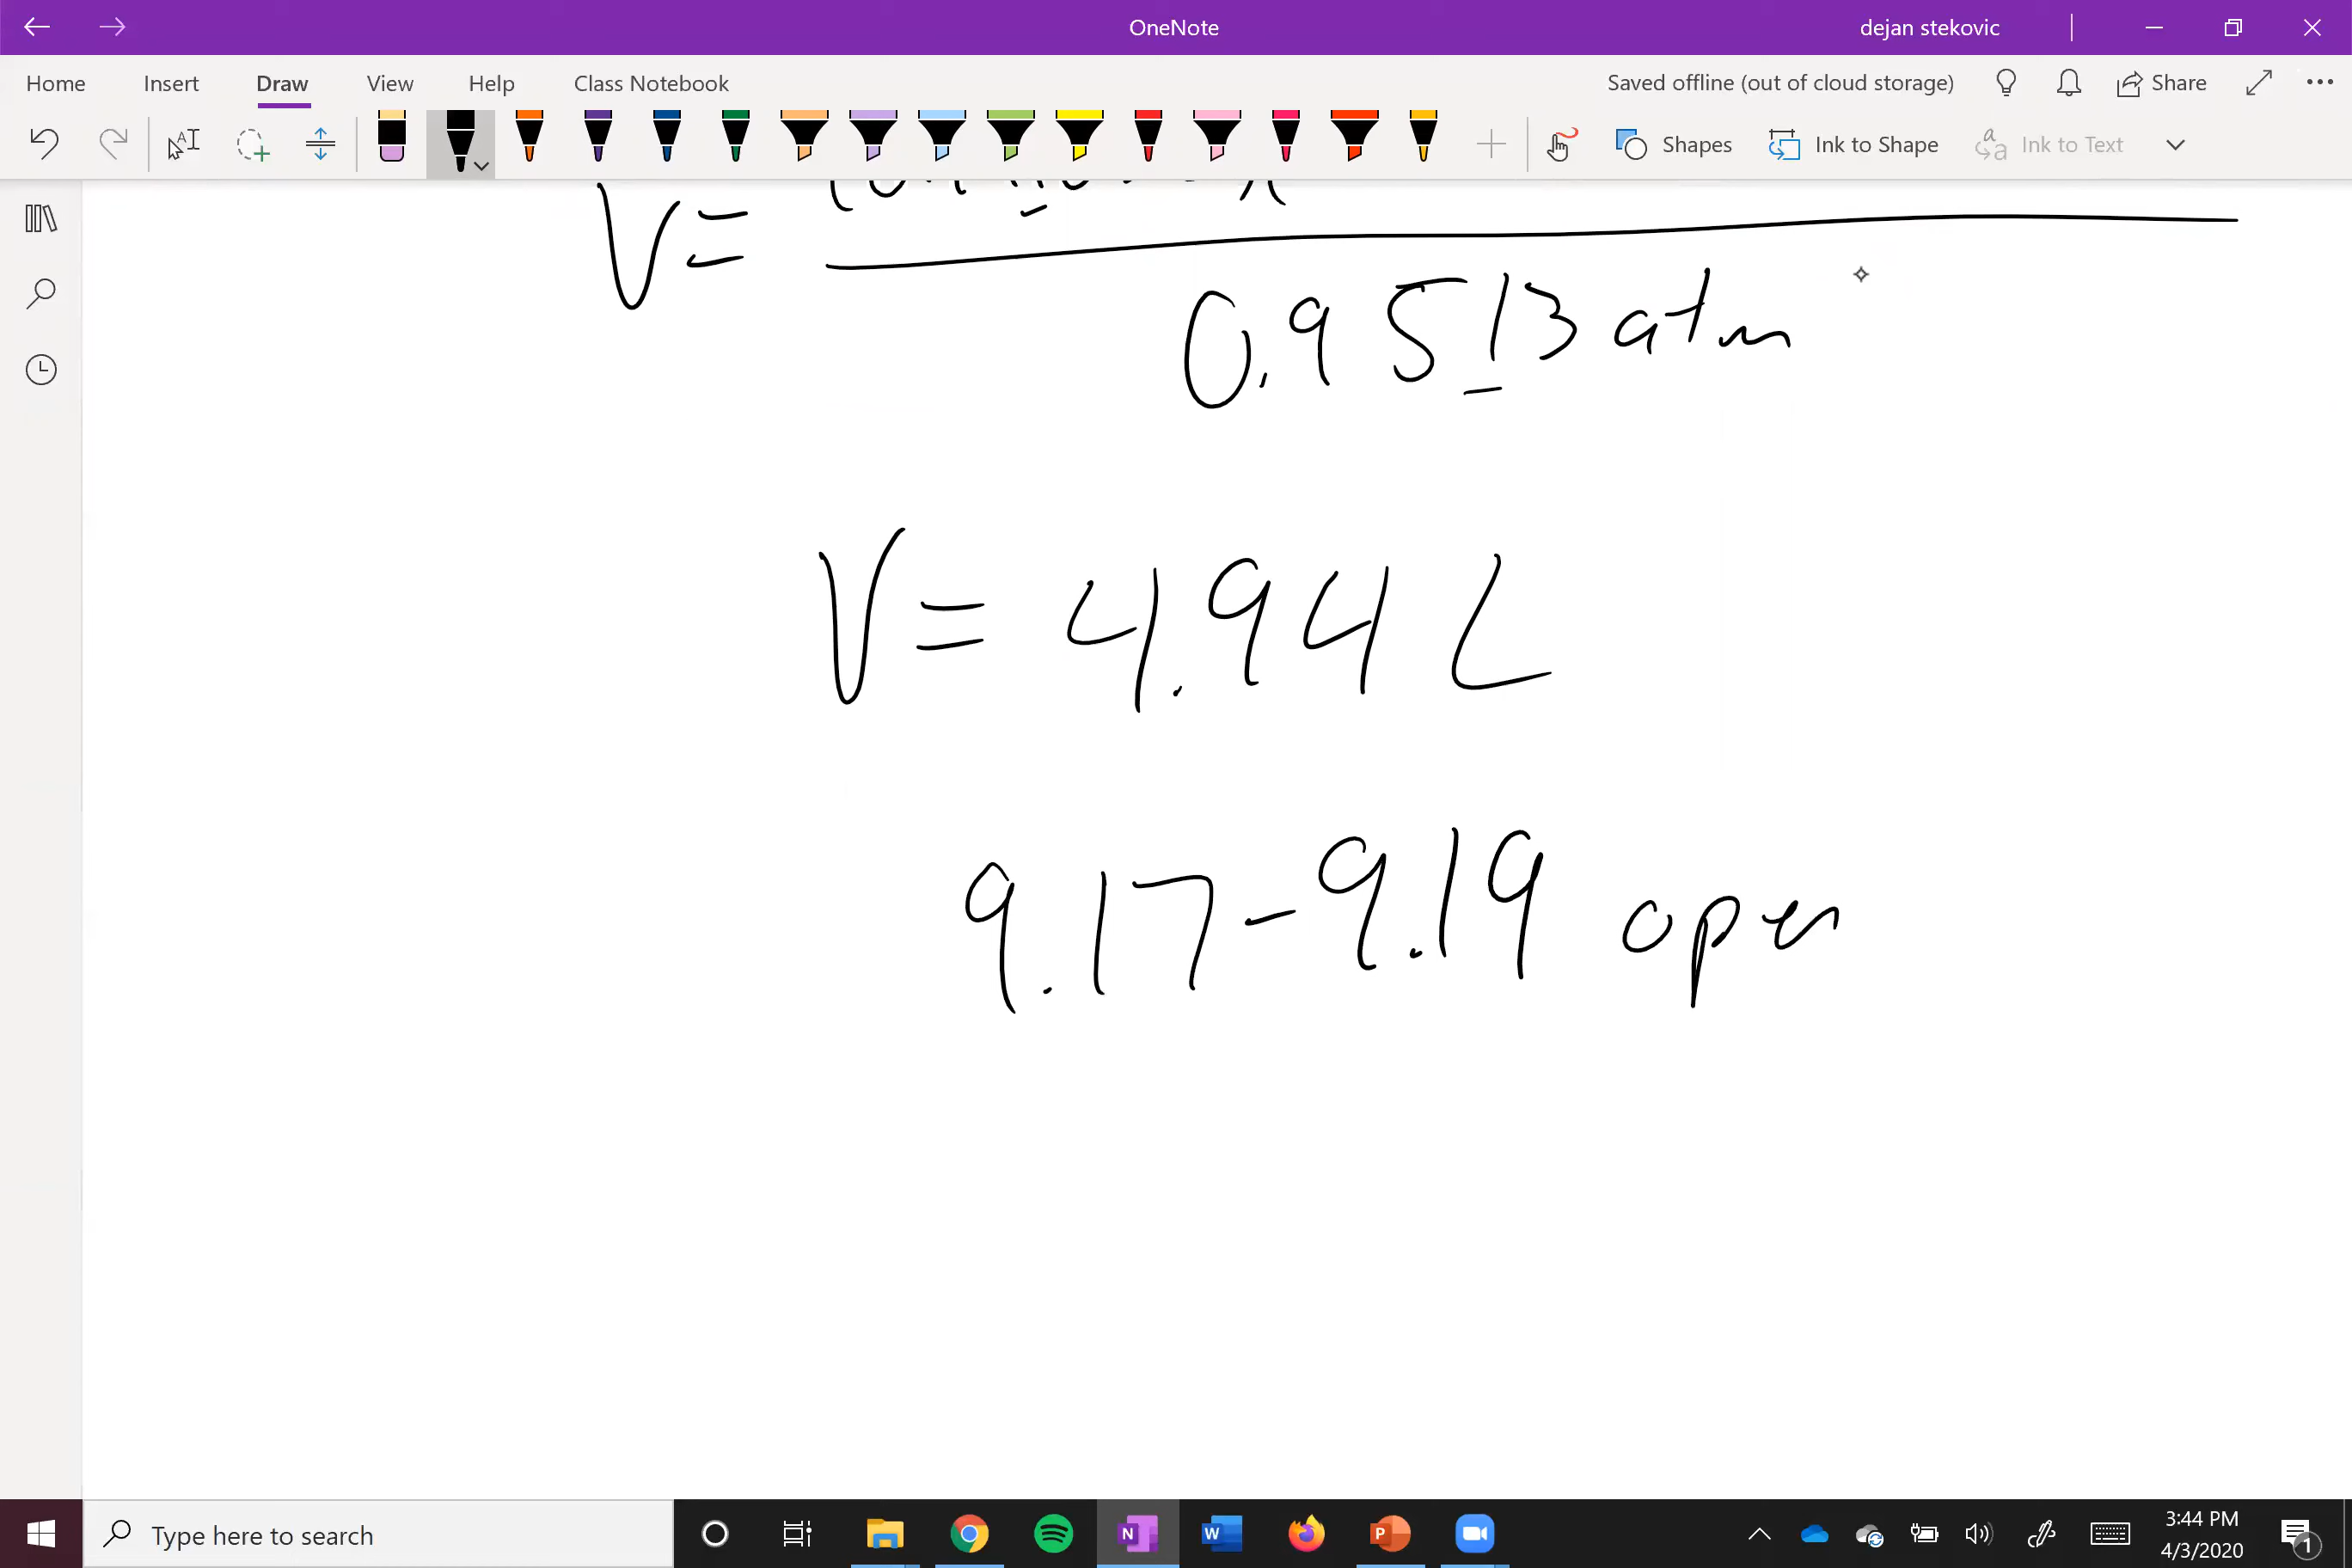 OneNote
dejan stekovic
Home Insert Draw View Help Class Notebook
Saved offline (out of cloud storage) Share
Shapes Ink to Shape Ink to Text
V=
0.9513 atm
V= 4.94 L
9.17-9.19 open
Type here to search
3:44 PM
4/3/2020
1